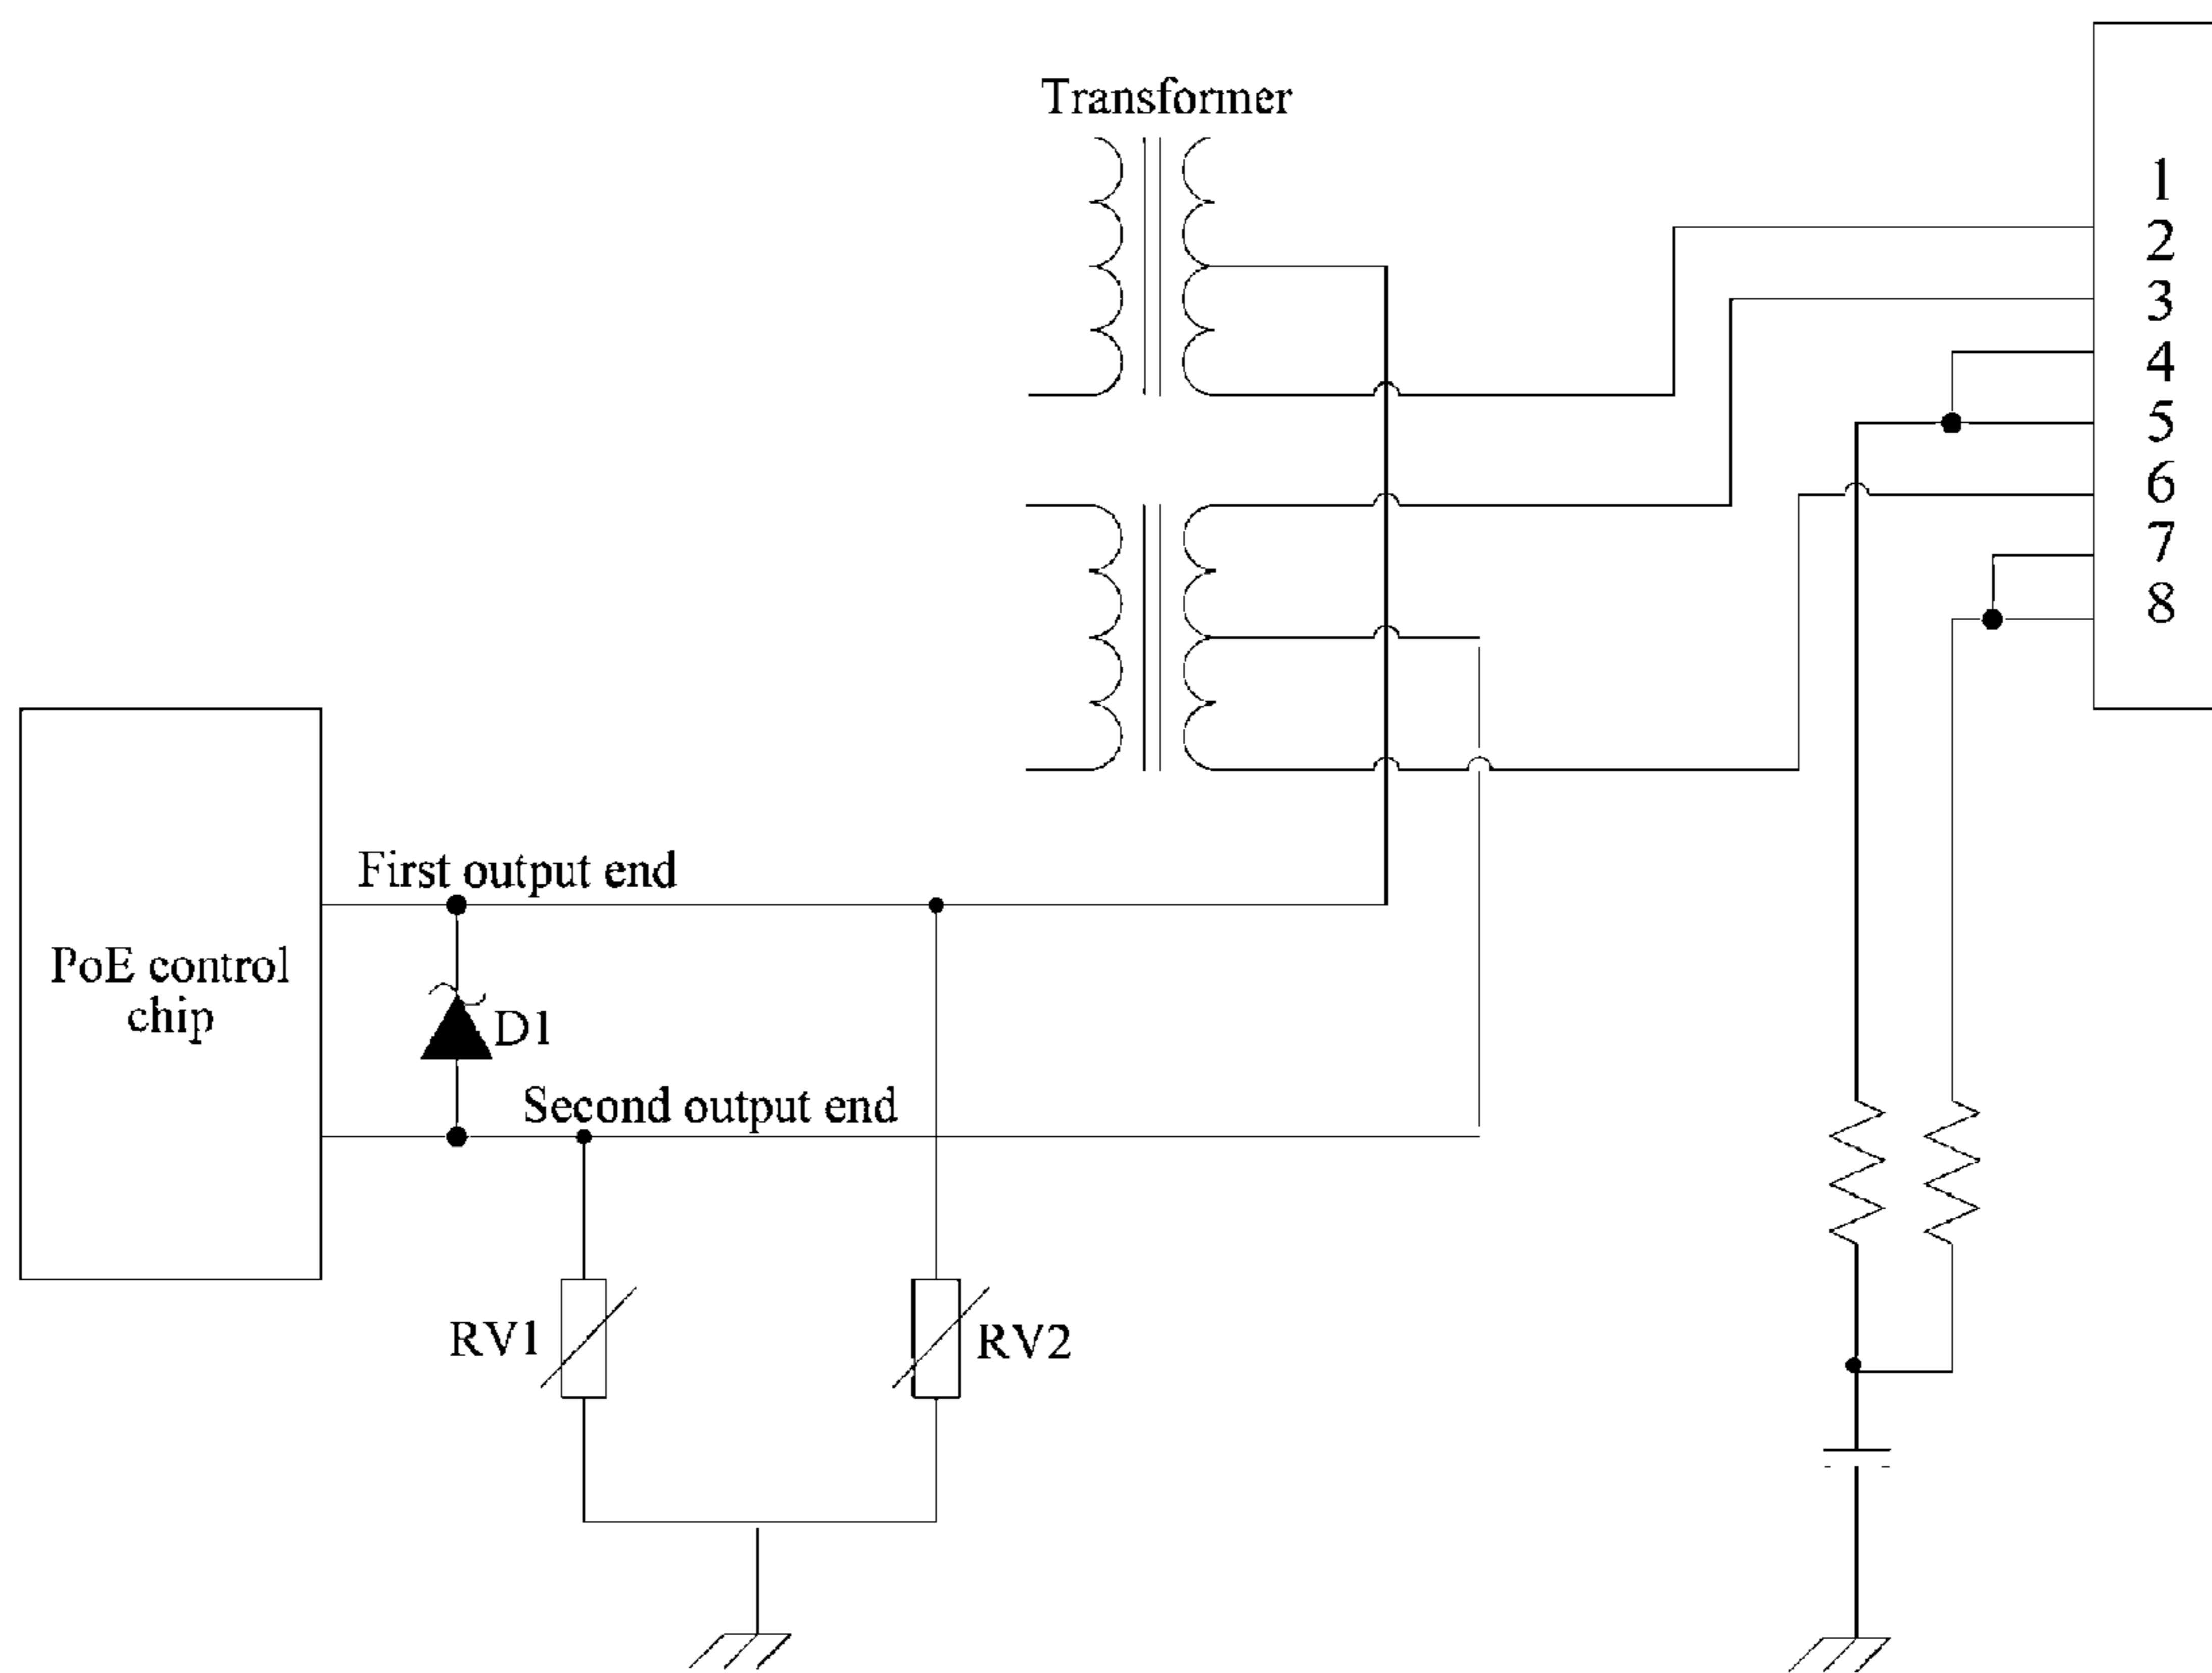 Transformer
1
2
3
4
5
6
7
8
First output end
PoE control
chip
D1
Second output end
RV1
RV2